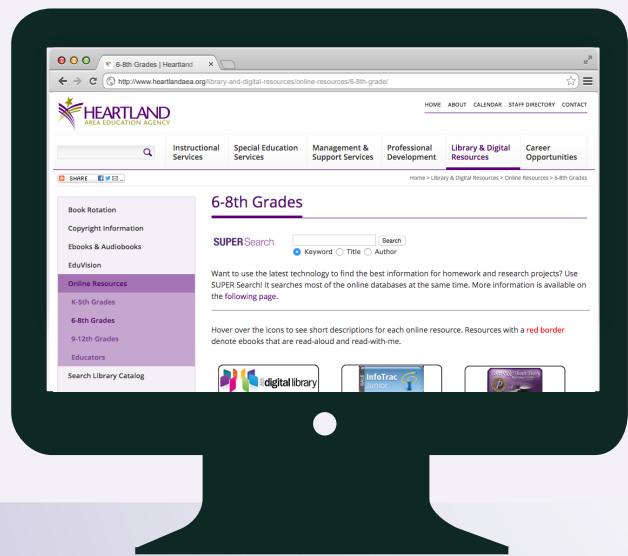 6-8th Grades | Heartland
http://www.heartlandaea.org/library-and-digital-resources/online-resources/6-8th-grade/
HEARTLAND
AREA EDUCATION AGENCY
HOME ABOUT CALENDAR STAFF DIRECTORY CONTACT
Instructional Services
Special Education Services
Management & Support Services
Professional Development
Library & Digital Resources
Career Opportunities
SHARE
Home > Library & Digital Resources > Online Resources > 6-8th Grades
Book Rotation
Copyright Information
Ebooks & Audiobooks
EduVision
Online Resources
K-5th Grades
6-8th Grades
9-12th Grades
Educators
Search Library Catalog
6-8th Grades
SUPER Search
Search
Keyword Title Author
Want to use the latest technology to find the best information for homework and research projects? Use
SUPER Search! It searches most of the online databases at the same time. More information is available on
the following page.
Hover over the icons to see short descriptions for each online resource. Resources with a red border
denote ebooks that are read-aloud and read-with-me.
digital library
GALE
InfoTrac
Junior